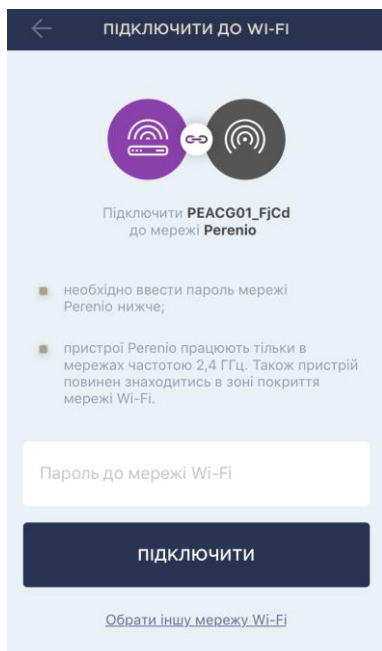 ПІДКЛЮЧИТИ ДО WI-FI
Підключити PEACG01_FjCd
до мережі Perenio
необхідно ввести пароль мережі
Perenio нижче;
пристрої Perenio працюють тільки в
мережах частотою 2,4 ГГц. Також пристрій
повинен знаходитись в зоні покриття
мережі Wi-Fi.
Пароль до мережі Wi-Fi
ПІДКЛЮЧИТИ
Обрати іншу мережу Wi-Fi